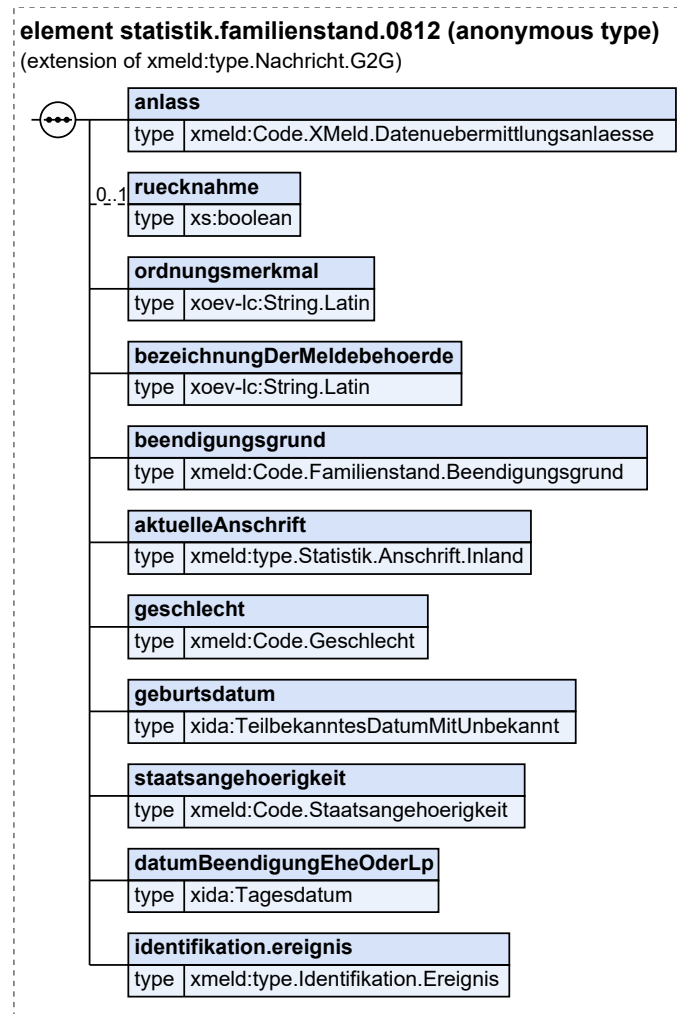 element statistik.familienstand.0812 (anonymous type)
(extension of xmeld:type.Nachricht.G2G)
anlass
type xmeld:Code.XMeld.Datenuebermittlungsanlaesse
0..1 ruecknahme
type xs:boolean
ordnungsmerkmal
type xoev-lc:String.Latin
bezeichnungDerMeldebehoerde
type xoev-lc:String.Latin
beendigungsgrund
type xmeld:Code.Familienstand.Beendigungsgrund
aktuelleAnschrift
type xmeld:type.Statistik.Anschrift.Inland
geschlecht
type xmeld:Code.Geschlecht
geburtsdatum
type xida:TeilbekanntesDatumMitUnbekannt
staatsangehoerigkeit
type xmeld:Code.Staatsangehoerigkeit
datumBeendigungEheOderLp
type xida:Tagesdatum
identifikation.ereignis
type xmeld:type.Identifikation.Ereignis